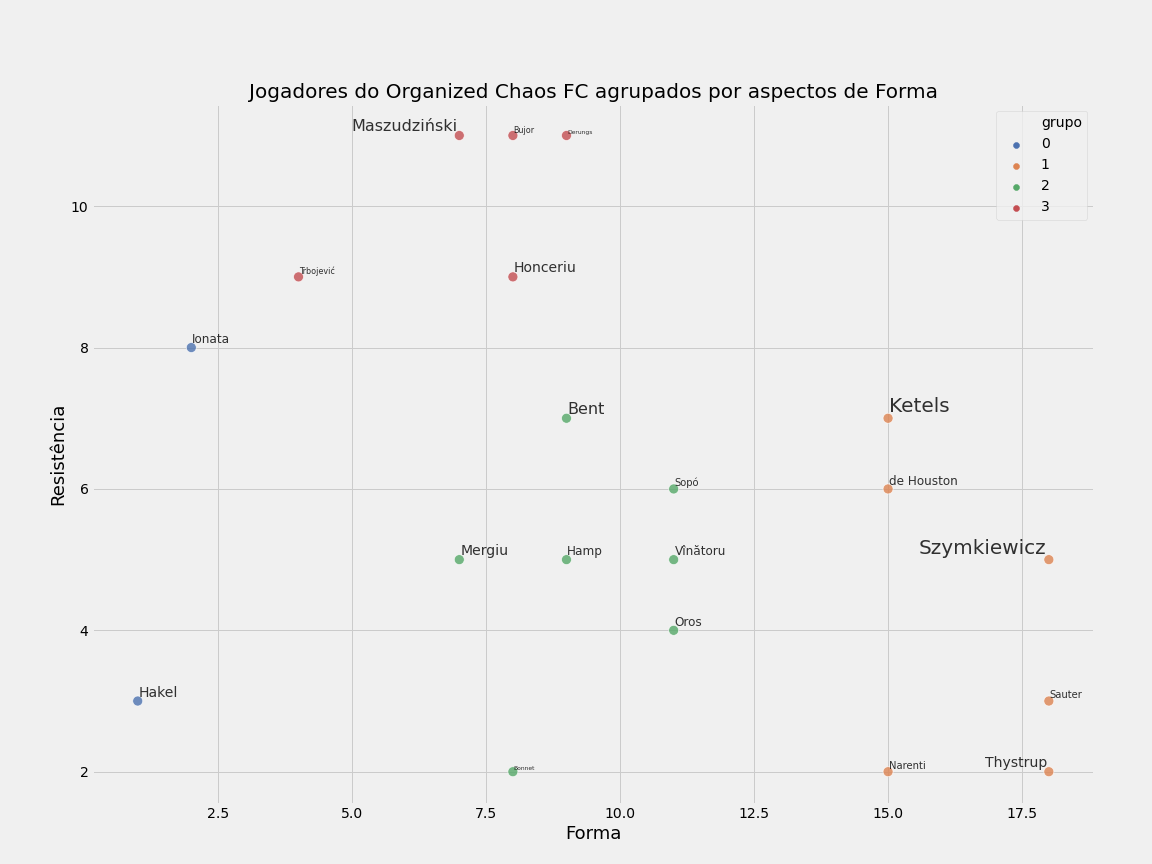 Jogadores do Organized Chaos FC agrupados por aspectos de Forma
Maszudziński
Bujor
Derungs
grupo
0
1
2
3
10
Trbojević
Honceriu
Jonata
8
Bent
Ketels
Resistência
Sopó
de Houston
6
Mergiu
Hamp
Vînătoru
Szymkiewicz
Oros
4
Hakel
Sauter
Bonnet
Narenti
Thystrup
2
2.5 5.0 7.5 10.0 12.5 15.0 17.5
Forma